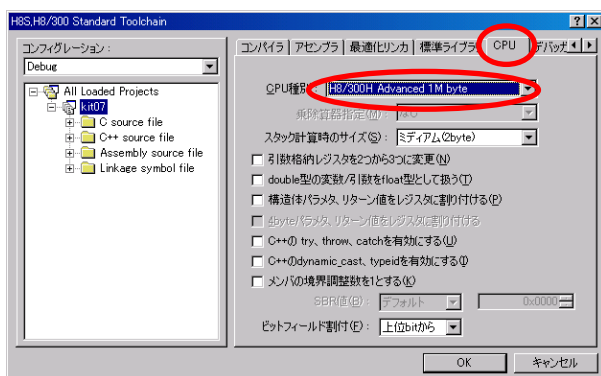 H8S,H8/300 Standard Toolchain
コンフィグレーション：
Debug
All Loaded Projects
kit07
C source file
C++ source file
Assembly source file
Linkage symbol file
コンパイラ アセンブラ 最適化リンカ 標準ライブラ CPU デバッガ
CPU種別: H8/300H Advanced 1M byte
乗除算器指定(M): なし
スタック計算時のサイズ(S): ミディアム(2byte)
引数格納レジスタを2つから3つに変更(N)
double型の変数/引数をfloat型として扱う(T)
構造体パラメタ、リターン値をレジスタに割り付ける(P)
4byteパラメタ、リターン値をレジスタに割り付ける
C++の try、throw、catchを有効にする(U)
C++のdynamic_cast、typeidを有効にする(I)
メンバの境界調整数を1とする(K)
SBR値(B): デフォルト 0x0000
ビットフィールド割付(F): 上位bitから
OK キャンセル